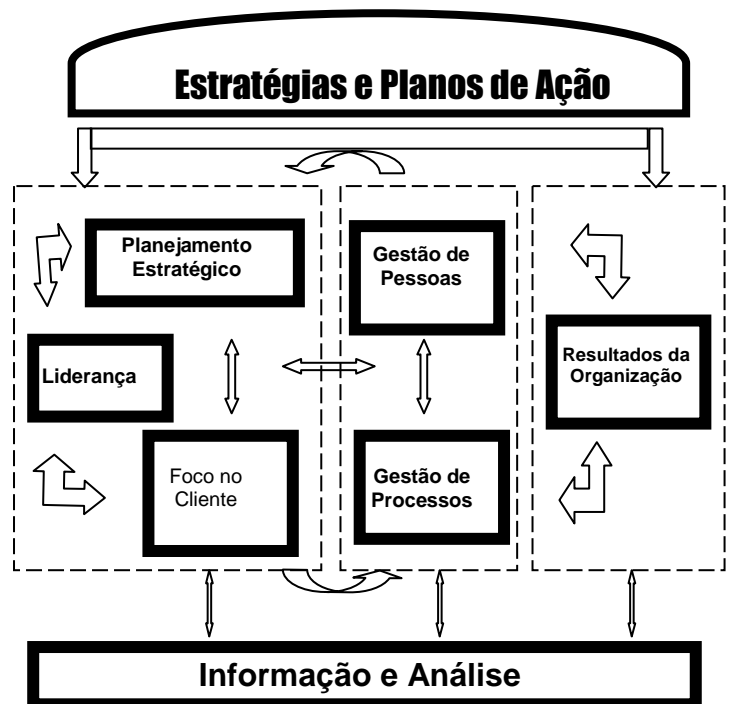 Estratégias e Planos de Ação
Planejamento
Estratégico
Gestão de
Pessoas
Liderança
Resultados da
Organização
Foco no
Cliente
Gestão de
Processos
Informação e Análise